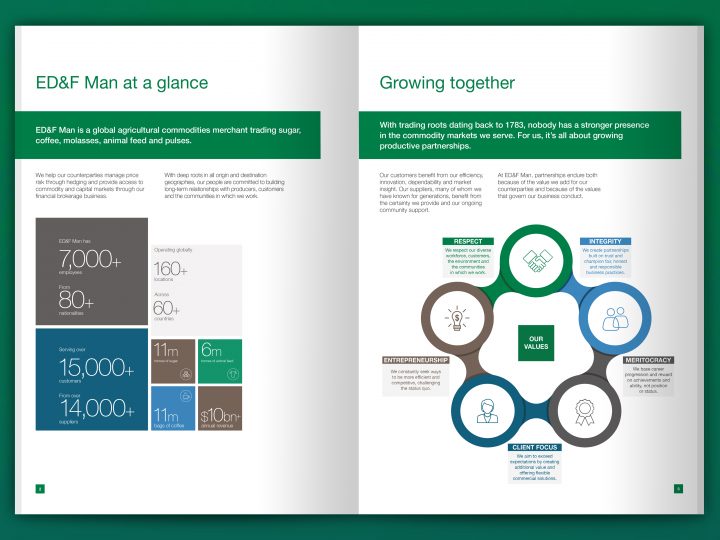 ED&F Man at a glance
ED&F Man is a global agricultural commodities merchant trading sugar,
coffee, molasses, animal feed and pulses.
We help our counterparties manage price
risk through hedging and provide access to
commodity and capital markets through our
financial brokerage business.
With deep roots in all origin and destination
geographies, our people are committed to building
long-term relationships with producers, customers
and the communities in which we work.
ED&F Man has
7,000+
employees
From
80+
nationalities
Operating globally
160+
locations
Across
60+
countries
Serving over
15,000+
customers
From over
14,000+
suppliers
11m
tonnes of sugar
6m
tonnes of animal feed
11m
bags of coffee
$10bn+
annual revenue
4
Growing together
With trading roots dating back to 1783, nobody has a stronger presence
in the commodity markets we serve. For us, it's all about growing
productive partnerships.
Our customers benefit from our efficiency,
innovation, dependability and market
insight. Our suppliers, many of whom we
have known for generations, benefit from
the certainty we provide and our ongoing
community support.
At ED&F Man, partnerships endure both
because of the value we add for our
counterparties and because of the values
that govern our business conduct.
RESPECT
We respect our diverse
workforce, customers,
the environment and
the communities
in which we work.
INTEGRITY
We create partnerships
built on trust and
champion fair, honest
and responsible
business practices.
OUR
VALUES
ENTREPRENEURSHIP
We constantly seek ways
to be more efficient and
competitive, challenging
the status quo.
MERITOCRACY
We base career
progression and reward
on achievements and
ability, not position
or status.
CLIENT FOCUS
We aim to exceed
expectations by creating
additional value and
offering flexible
commercial solutions.
5